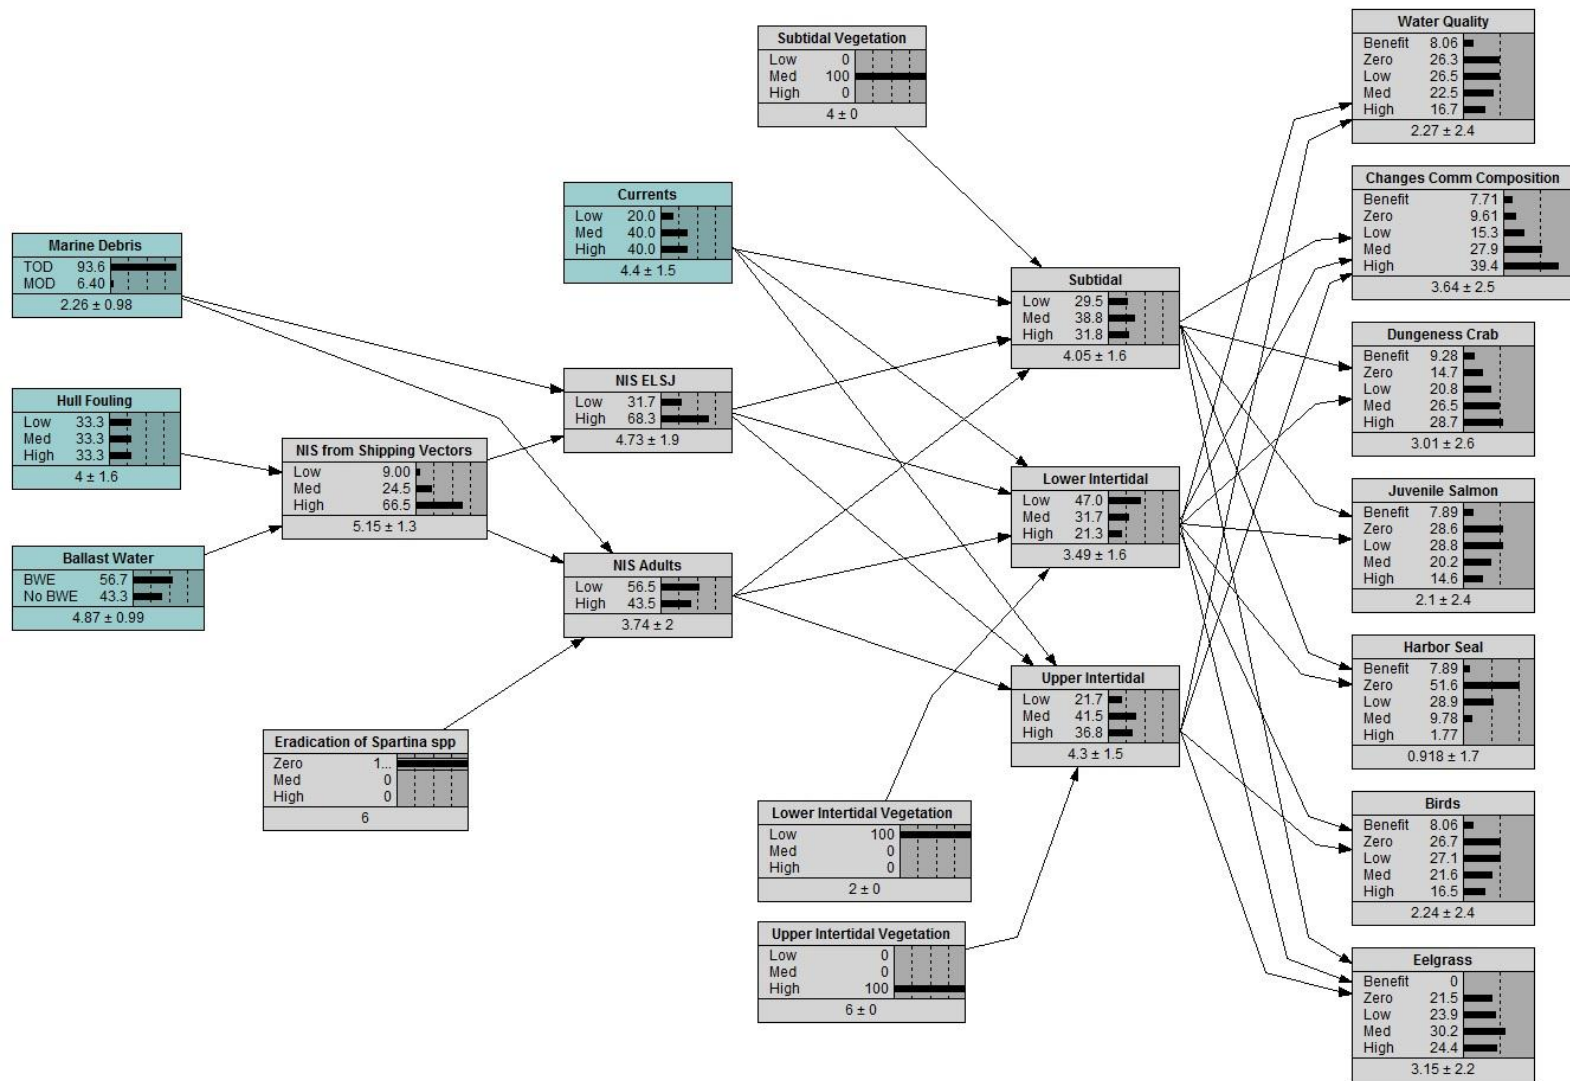 Marine Debris
TOD 93.6
MOD 6.40
2.26 ± 0.98
Hull Fouling
Low 33.3
Med 33.3
High 33.3
4 ± 1.6
Ballast Water
BWE 56.7
No BWE 43.3
4.87 ± 0.99
NIS from Shipping Vectors
Low 9.00
Med 24.5
High 66.5
5.15 ± 1.3
Eradication of Spartina spp
Zero 1...
Med 0
High 0
6
Currents
Low 20.0
Med 40.0
High 40.0
4.4 ± 1.5
NIS ELSJ
Low 31.7
High 68.3
4.73 ± 1.9
NIS Adults
Low 56.5
High 43.5
3.74 ± 2
Subtidal Vegetation
Low 0
Med 100
High 0
4 ± 0
Lower Intertidal Vegetation
Low 100
Med 0
High 0
2 ± 0
Upper Intertidal Vegetation
Low 0
Med 0
High 100
6 ± 0
Subtidal
Low 29.5
Med 38.8
High 31.8
4.05 ± 1.6
Lower Intertidal
Low 47.0
Med 31.7
High 21.3
3.49 ± 1.6
Upper Intertidal
Low 21.7
Med 41.5
High 36.8
4.3 ± 1.5
Water Quality
Benefit 8.06
Zero 26.3
Low 26.5
Med 22.5
High 16.7
2.27 ± 2.4
Changes Comm Composition
Benefit 7.71
Zero 9.61
Low 15.3
Med 27.9
High 39.4
3.64 ± 2.5
Dungeness Crab
Benefit 9.28
Zero 14.7
Low 20.8
Med 26.5
High 28.7
3.01 ± 2.6
Juvenile Salmon
Benefit 7.89
Zero 28.6
Low 28.8
Med 20.2
High 14.6
2.1 ± 2.4
Harbor Seal
Benefit 7.89
Zero 51.6
Low 28.9
Med 9.78
High 1.77
0.918 ± 1.7
Birds
Benefit 8.06
Zero 26.7
Low 27.1
Med 21.6
High 16.5
2.24 ± 2.4
Eelgrass
Benefit 0
Zero 21.5
Low 23.9
Med 30.2
High 24.4
3.15 ± 2.2